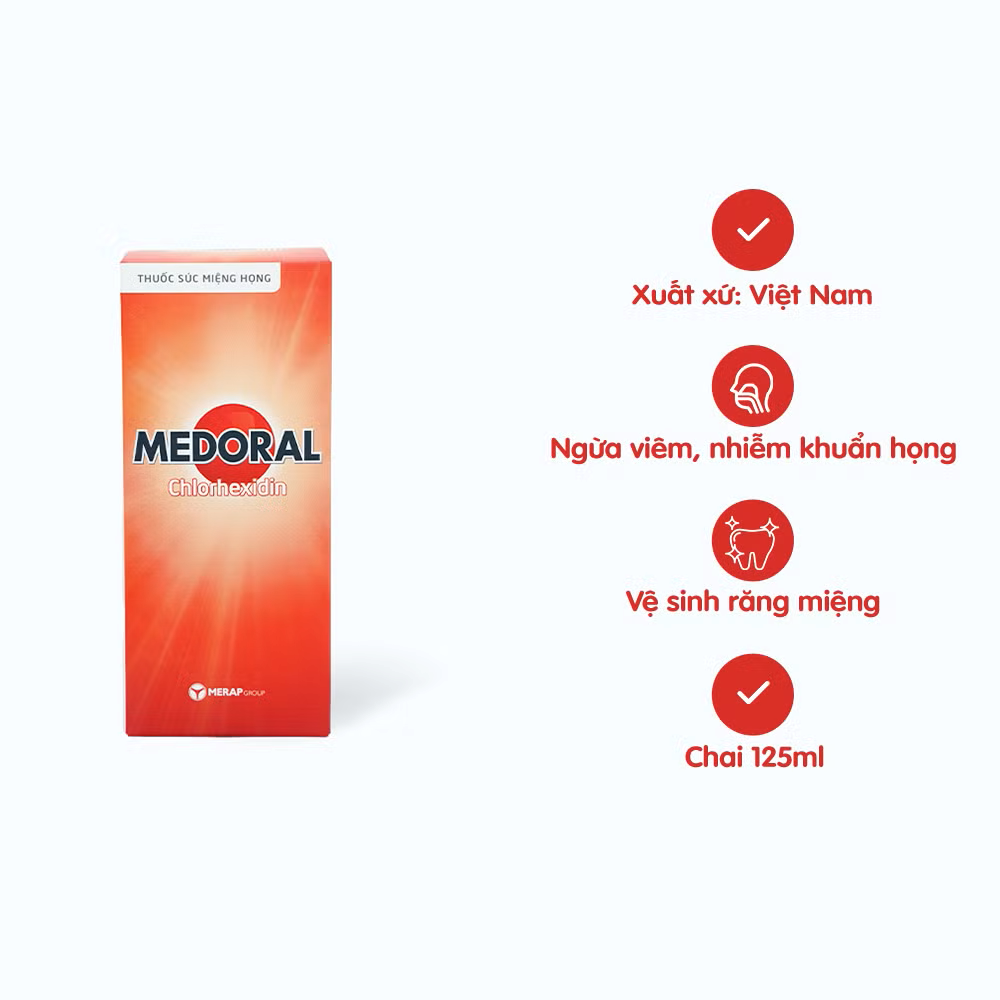 THUỐC SÚC MIỆNG HỌNG
MEDORAL
Chlorhexidin
MERAP GROUP
Xuất xứ: Việt Nam
Ngừa viêm, nhiễm khuẩn họng
Vệ sinh răng miệng
Chai 125ml